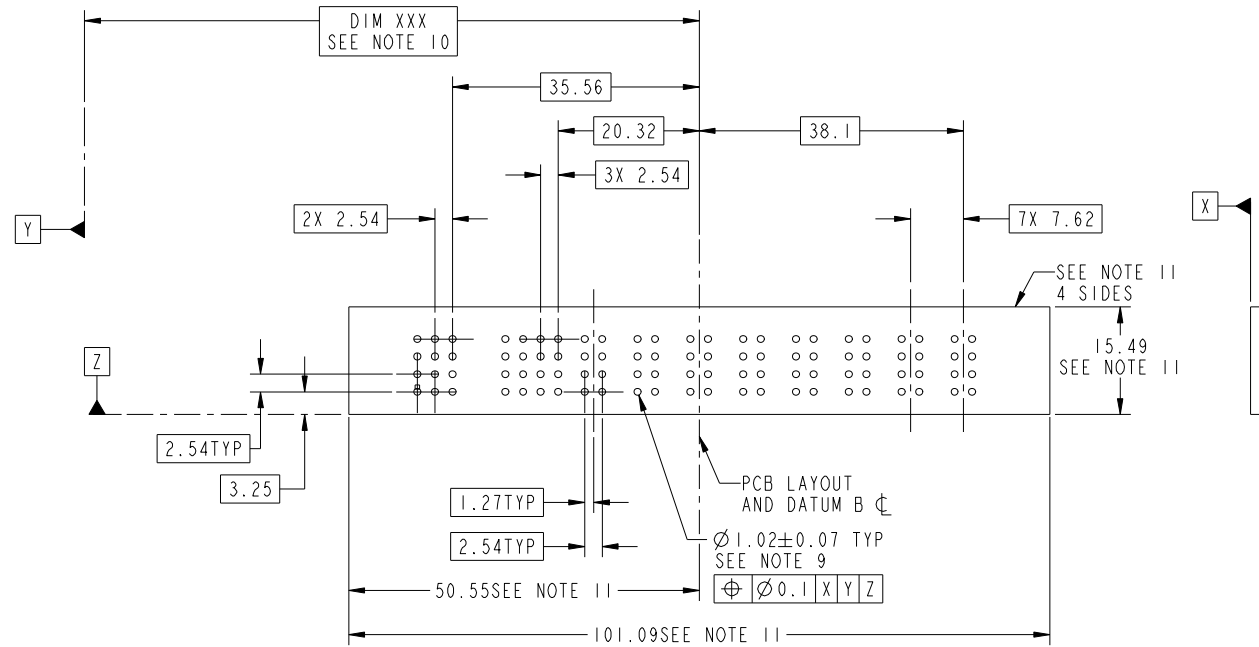 DIM XXX
SEE NOTE 10
35.56
20.32
38.1
3X 2.54
2X 2.54
7X 7.62
Y
X
SEE NOTE 11
4 SIDES
15.49
SEE NOTE 11
Z
2.54TYP
3.25
PCB LAYOUT
AND DATUM B ℄
1.27TYP
2.54TYP
Ø1.02±0.07 TYP
SEE NOTE 9
⌖ Ø0.1 X Y Z
50.55SEE NOTE 11
101.09SEE NOTE 11